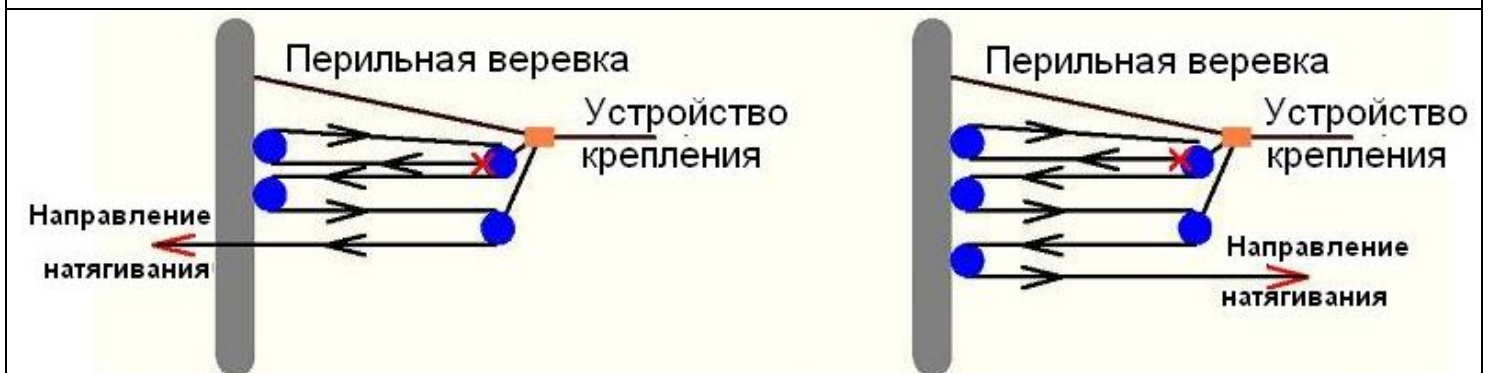 Перильная веревка
Устройство
крепления
Направление
натягивания
Перильная веревка
Устройство
крепления
Направление
натягивания